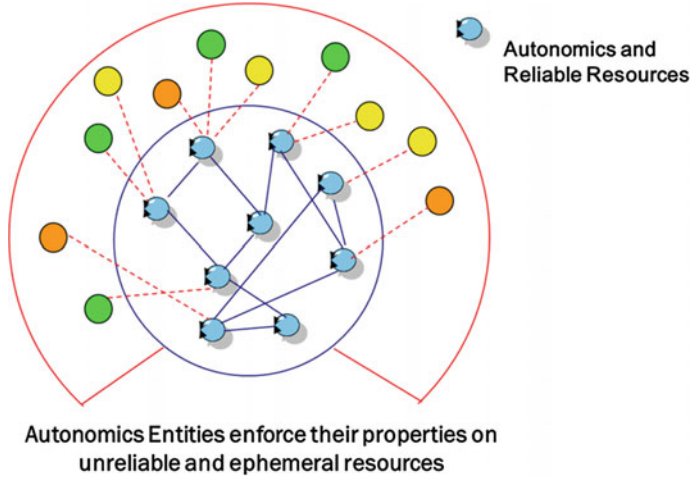 Autonomics and
Reliable Resources
Autonomics Entities enforce their properties on
unreliable and ephemeral resources